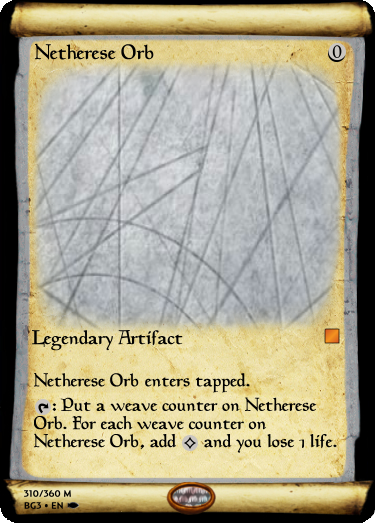 Netherese Orb 0
Legendary Artifact
Netherese Orb enters tapped.
: Put a weave counter on Netherese
Orb. For each weave counter on
Netherese Orb, add and you lose 1 life.
310/360 M
BG3 • EN